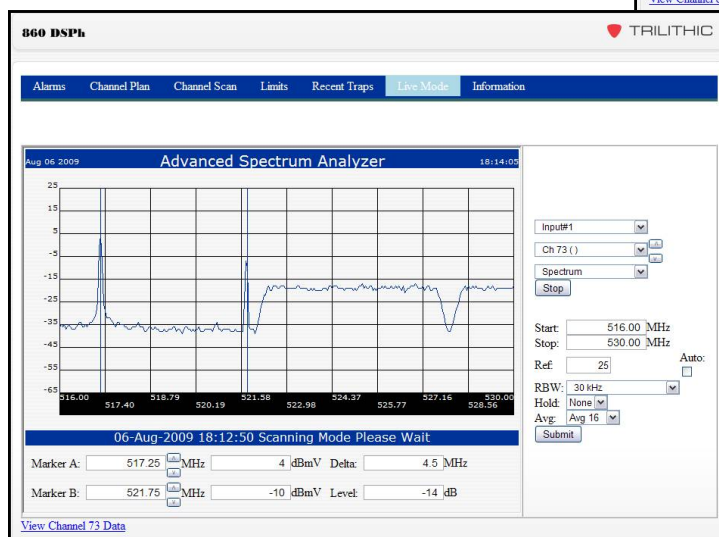 View Channel
860 DSPh
TRILITHIC
Alarms Channel Plan Channel Scan Limits Recent Traps Live Mode Information
Aug 06 2009 Advanced Spectrum Analyzer 18:14:05
25
15
5
-5
-15
-25
-35
-45
-55
-65
516.00 518.79 521.58 524.37 527.16 530.00
517.40 520.19 522.98 525.77 528.56
06-Aug-2009 18:12:50 Scanning Mode Please Wait
Marker A: 517.25 MHz 4 dBmV Delta: 4.5 MHz
Marker B: 521.75 MHz -10 dBmV Level: -14 dB
View Channel 73 Data
Input#1
Ch 73 ( )
Spectrum
Stop
Start: 516.00 MHz
Stop: 530.00 MHz
Ref: 25 Auto:
RBW: 30 kHz
Hold: None
Avg: Avg 16
Submit